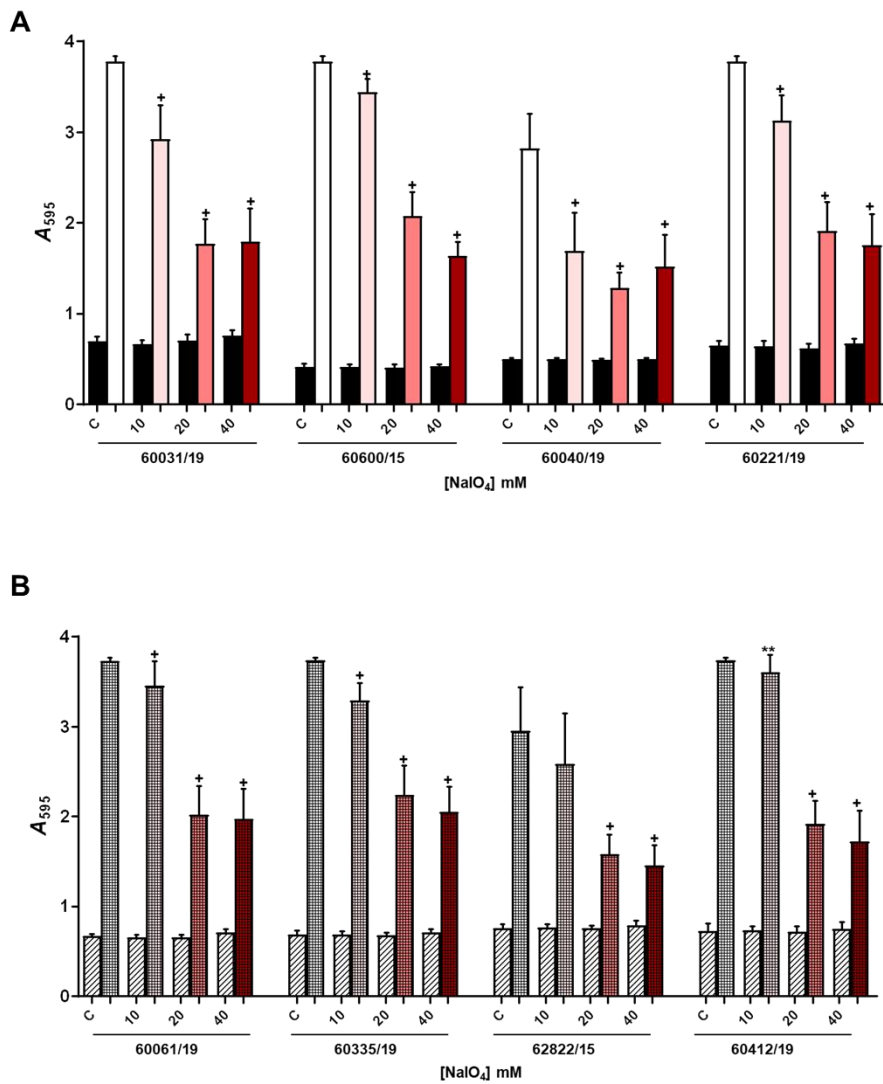 A
4
3
2
1
0
A595
+ + + + + + + + + + + +
C 10 20 40 C 10 20 40 C 10 20 40 C 10 20 40
60031/19 60600/15 60040/19 60221/19
[NaIO4] mM
B
4
3
2
1
0
A595
+ + + + + + + + ** + +
C 10 20 40 C 10 20 40 C 10 20 40 C 10 20 40
60061/19 60335/19 62822/15 60412/19
[NaIO4] mM